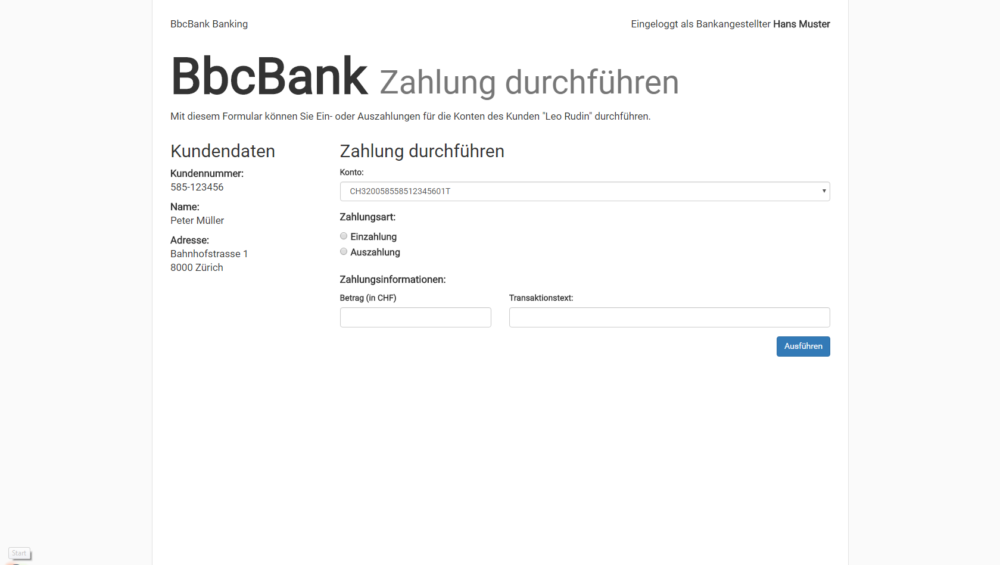 BbcBank Banking
Eingeloggt als Bankangestellter Hans Muster
BbcBank Zahlung durchführen
Mit diesem Formular können Sie Ein- oder Auszahlungen für die Konten des Kunden "Leo Rudin" durchführen.
Kundendaten
Kundennummer:
585-123456
Name:
Peter Müller
Adresse:
Bahnhofstrasse 1
8000 Zürich
Zahlung durchführen
Konto:
CH320058558512345601T
Zahlungsart:
Einzahlung
Auszahlung
Zahlungsinformationen:
Betrag (in CHF)
Transaktionstext:
Ausführen
Start